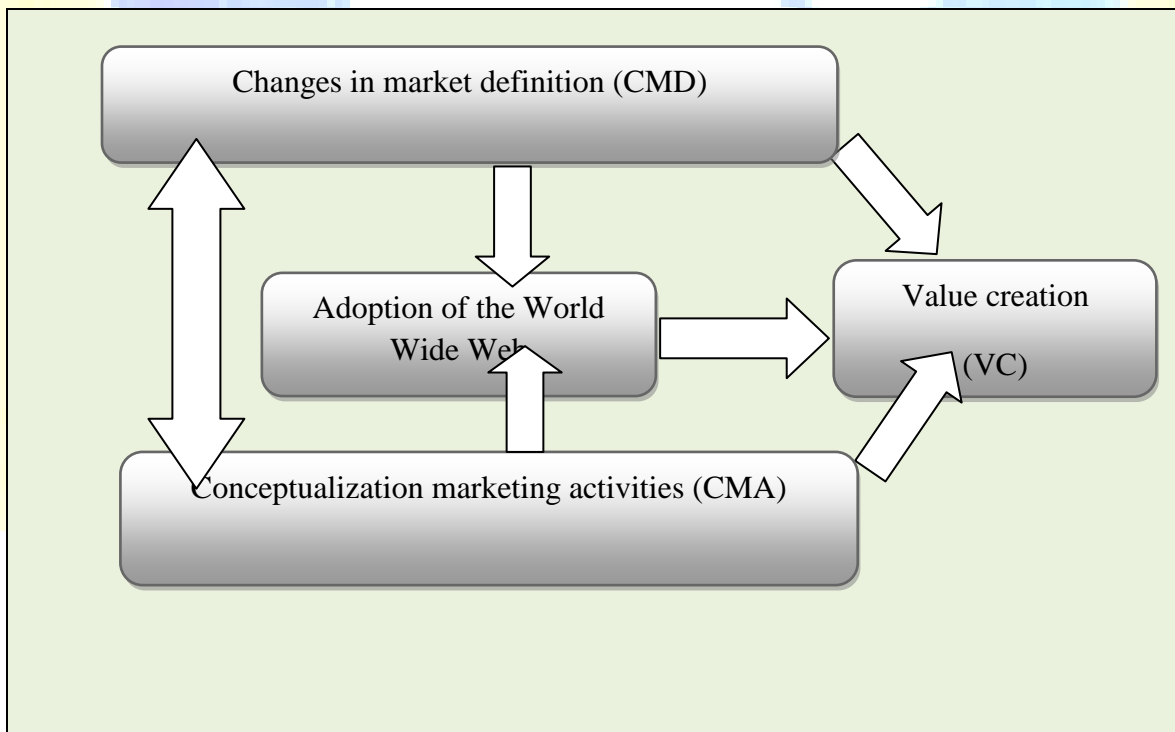 Changes in market definition (CMD)
Adoption of the World
Wide Web
Value creation
(VC)
Conceptualization marketing activities (CMA)